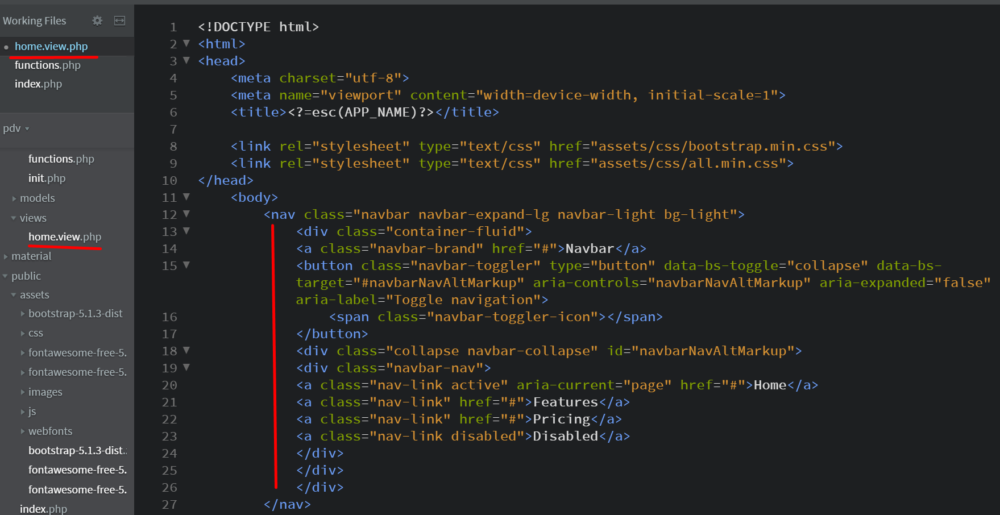 Working Files
home.view.php
functions.php
index.php
pdv
functions.php
init.php
models
views
home.view.php
material
public
assets
bootstrap-5.1.3-dist
css
fontawesome-free-5.
fontawesome-free-5.
images
js
webfonts
bootstrap-5.1.3-dist.
fontawesome-free-5.
fontawesome-free-5.
index.php
1 <!DOCTYPE html>
2 <html>
3 <head>
4 <meta charset="utf-8">
5 <meta name="viewport" content="width=device-width, initial-scale=1">
6 <title><?=esc(APP_NAME)?></title>
7
8 <link rel="stylesheet" type="text/css" href="assets/css/bootstrap.min.css">
9 <link rel="stylesheet" type="text/css" href="assets/css/all.min.css">
10 </head>
11 <body>
12 <nav class="navbar navbar-expand-lg navbar-light bg-light">
13 <div class="container-fluid">
14 <a class="navbar-brand" href="#">Navbar</a>
15 <button class="navbar-toggler" type="button" data-bs-toggle="collapse" data-bs-
target="#navbarNavAltMarkup" aria-controls="navbarNavAltMarkup" aria-expanded="false"
aria-label="Toggle navigation">
16 <span class="navbar-toggler-icon"></span>
17 </button>
18 <div class="collapse navbar-collapse" id="navbarNavAltMarkup">
19 <div class="navbar-nav">
20 <a class="nav-link active" aria-current="page" href="#">Home</a>
21 <a class="nav-link" href="#">Features</a>
22 <a class="nav-link" href="#">Pricing</a>
23 <a class="nav-link disabled">Disabled</a>
24 </div>
25 </div>
26 </div>
27 </nav>